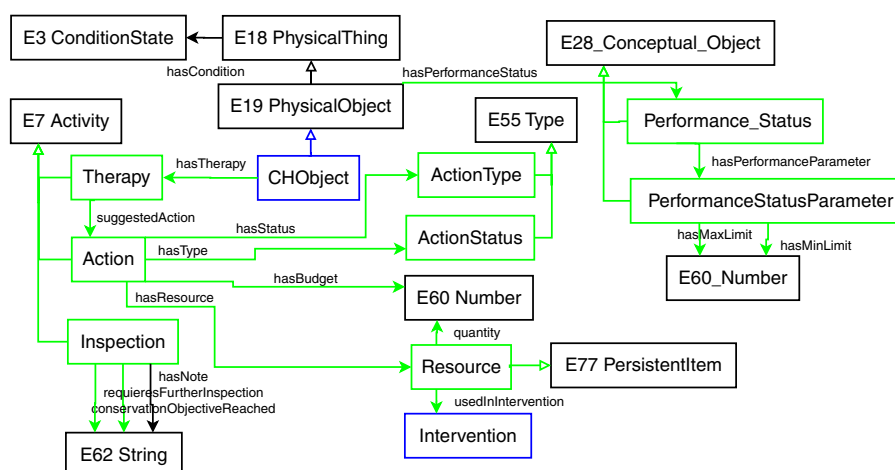 E3 ConditionState
E18 PhysicalThing
E28_Conceptual_Object
hasCondition
hasPerformanceStatus
E19 PhysicalObject
E7 Activity
E55 Type
Performance_Status
hasTherapy
hasPerformanceParameter
Therapy
CHObject
ActionType
PerformanceStatusParameter
suggestedAction
hasStatus
hasMaxLimit
ActionStatus
hasType
hasMinLimit
Action
hasBudget
E60_Number
hasResource
E60 Number
Inspection
quantity
hasNote
Resource
E77 PersistentItem
requieresFurtherInspection
conservationObjectiveReached
usedInIntervention
E62 String
Intervention